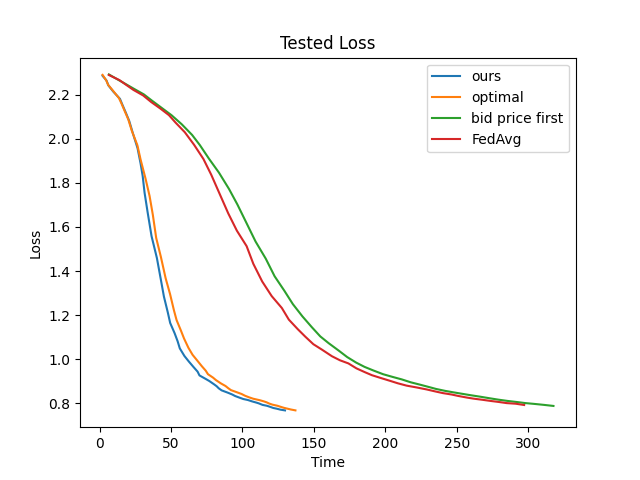 Tested Loss
ours
optimal
bid price first
FedAvg
Loss
2.2
2.0
1.8
1.6
1.4
1.2
1.0
0.8
0 50 100 150 200 250 300
Time